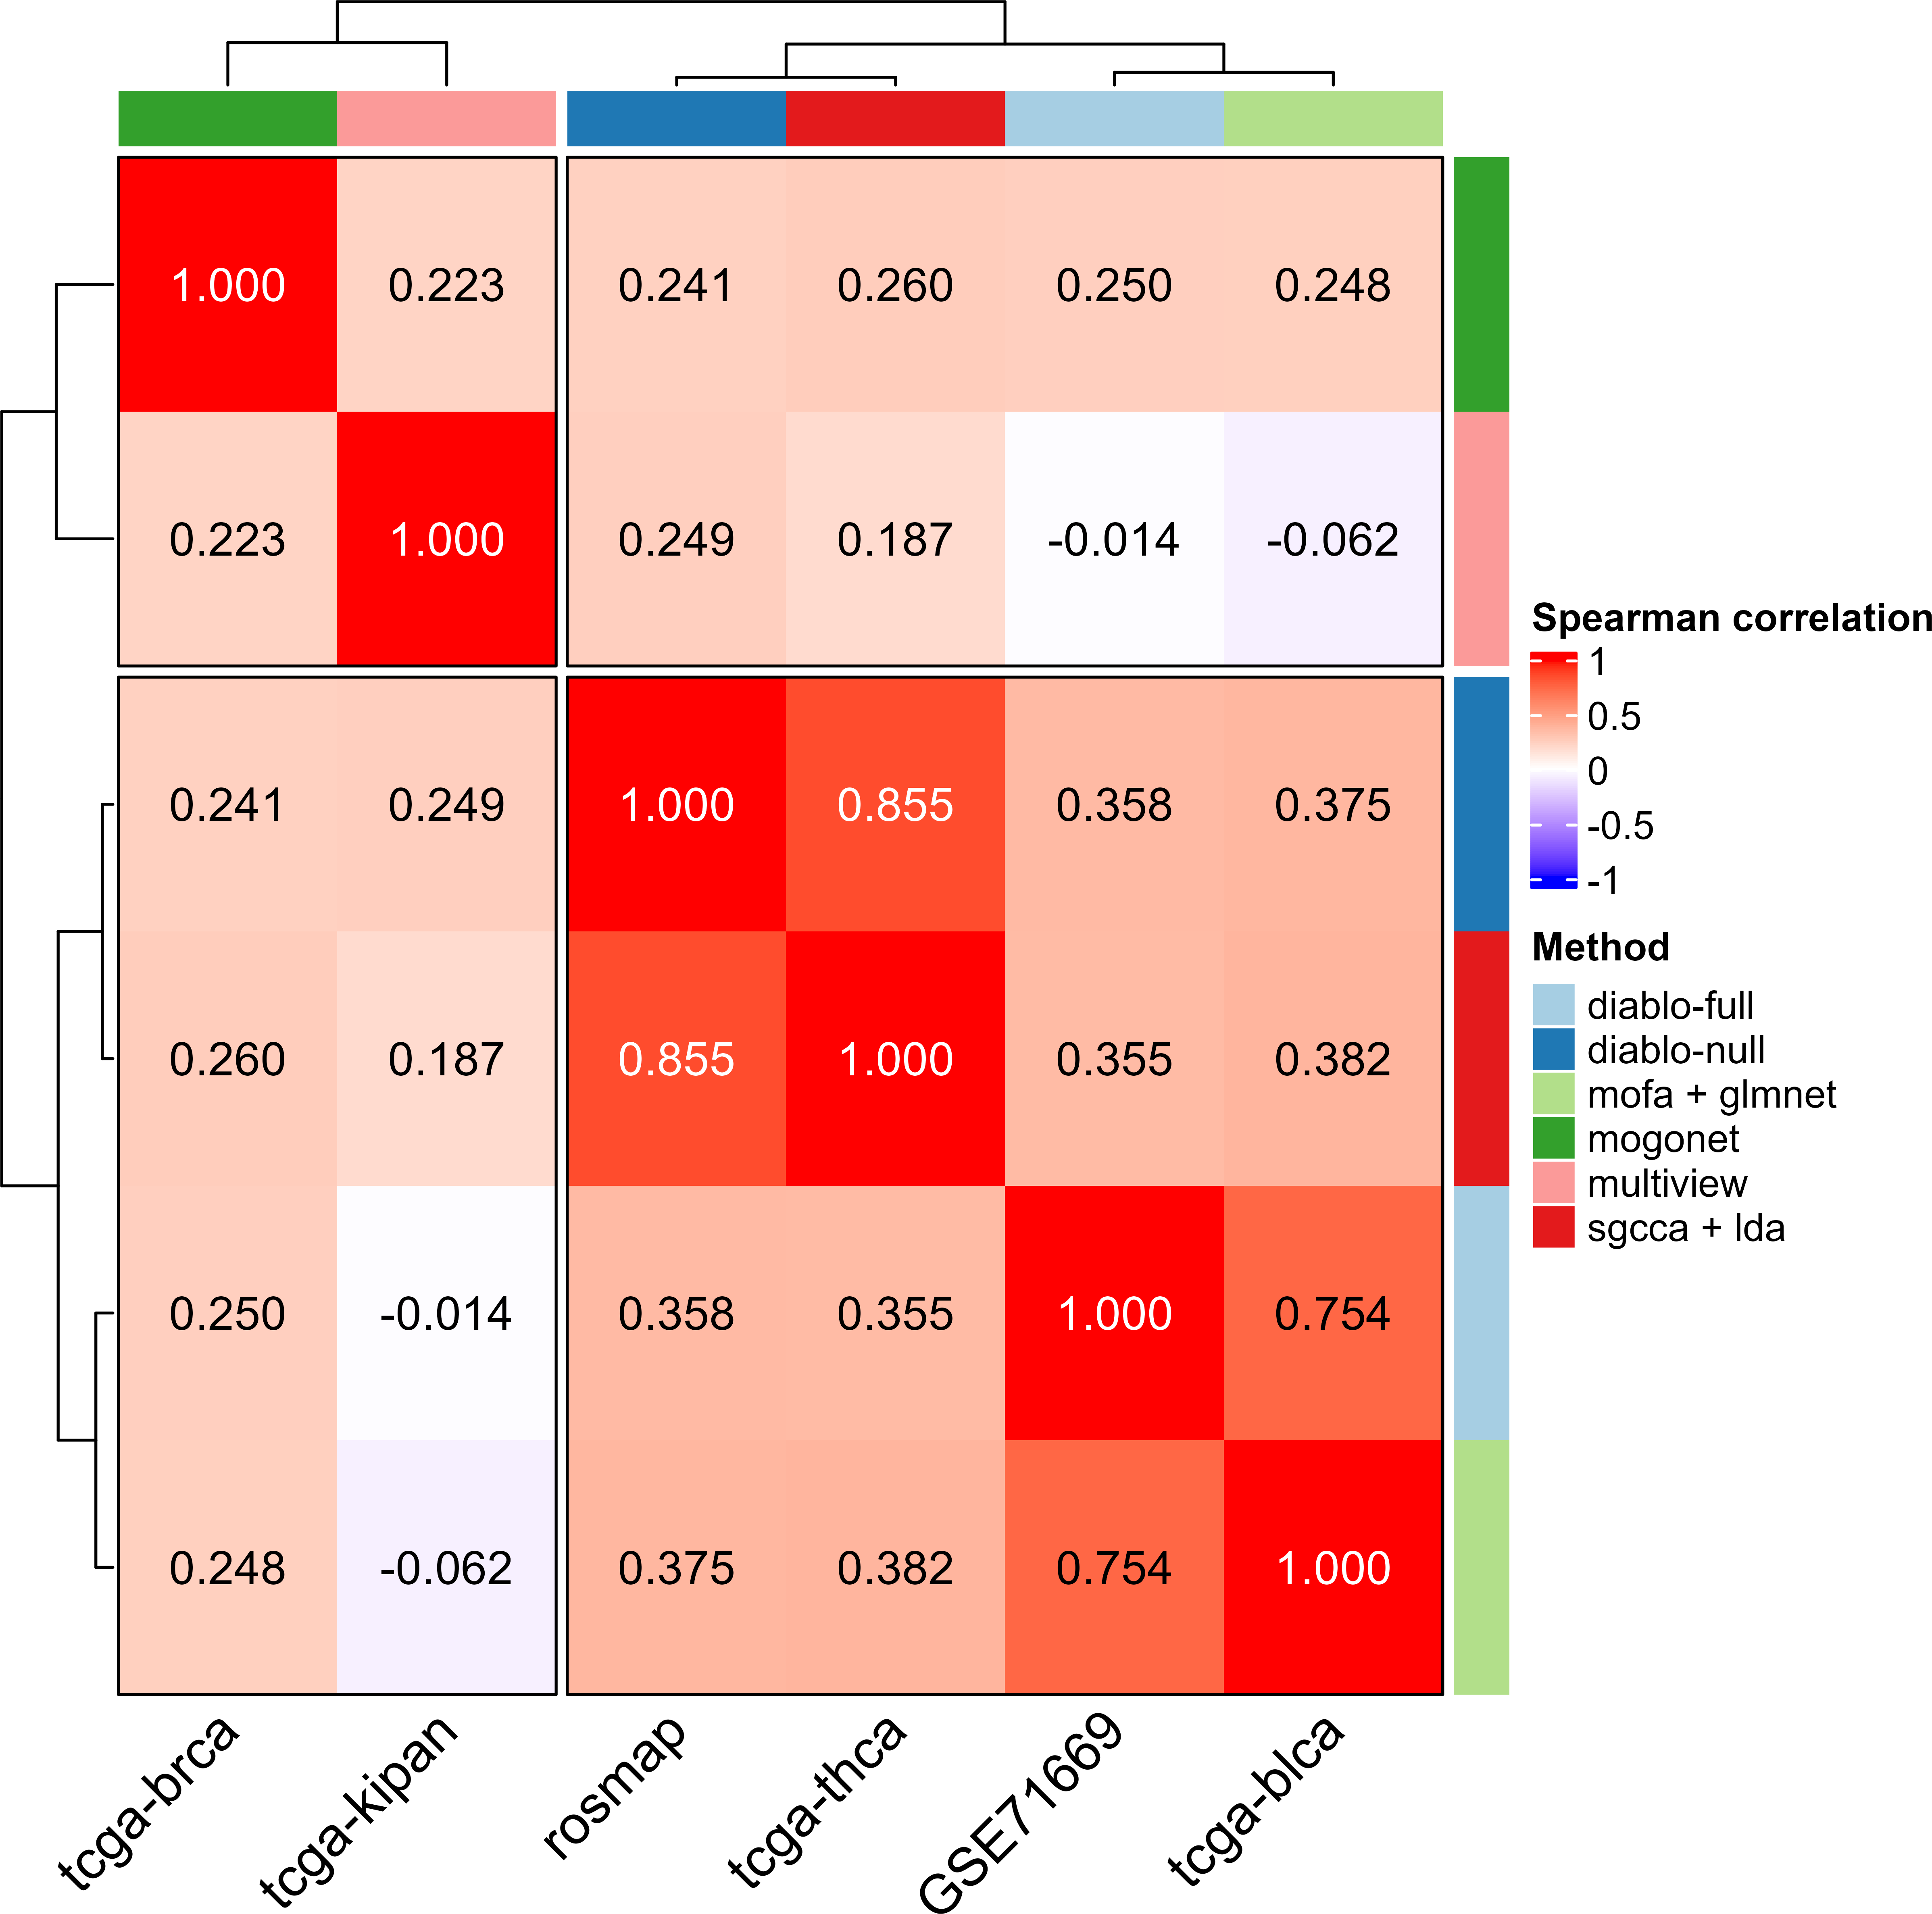 1.000 0.223 0.241 0.260 0.250 0.248
0.223 1.000 0.249 0.187 -0.014 -0.062
0.241 0.249 1.000 0.855 0.358 0.375
0.260 0.187 0.855 1.000 0.355 0.382
0.250 -0.014 0.358 0.355 1.000 0.754
0.248 -0.062 0.375 0.382 0.754 1.000
tcga-brca
tcga-kipan
rosmap
tcga-thca
GSE71669
tcga-blca
Spearman correlation
1
0.5
0
-0.5
-1
Method
diablo-full
diablo-null
mofa + glmnet
mogonet
multiview
sgcca + lda